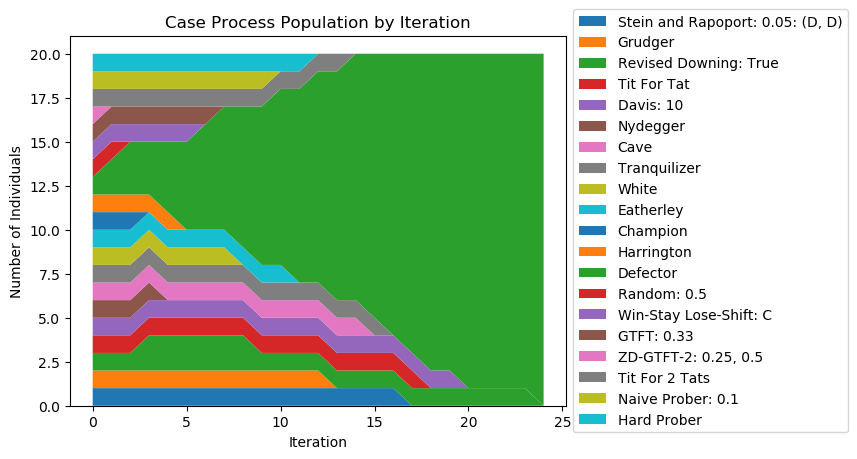 Case Process Population by Iteration
Number of Individuals
20.0
17.5
15.0
12.5
10.0
7.5
5.0
2.5
0.0
0
5
10
15
20
25
Iteration
Stein and Rapoport: 0.05: (D, D)
Grudger
Revised Downing: True
Tit For Tat
Davis: 10
Nydegger
Cave
Tranquilizer
White
Eatherley
Champion
Harrington
Defector
Random: 0.5
Win-Stay Lose-Shift: C
GTFT: 0.33
ZD-GTFT-2: 0.25, 0.5
Tit For 2 Tats
Naive Prober: 0.1
Hard Prober